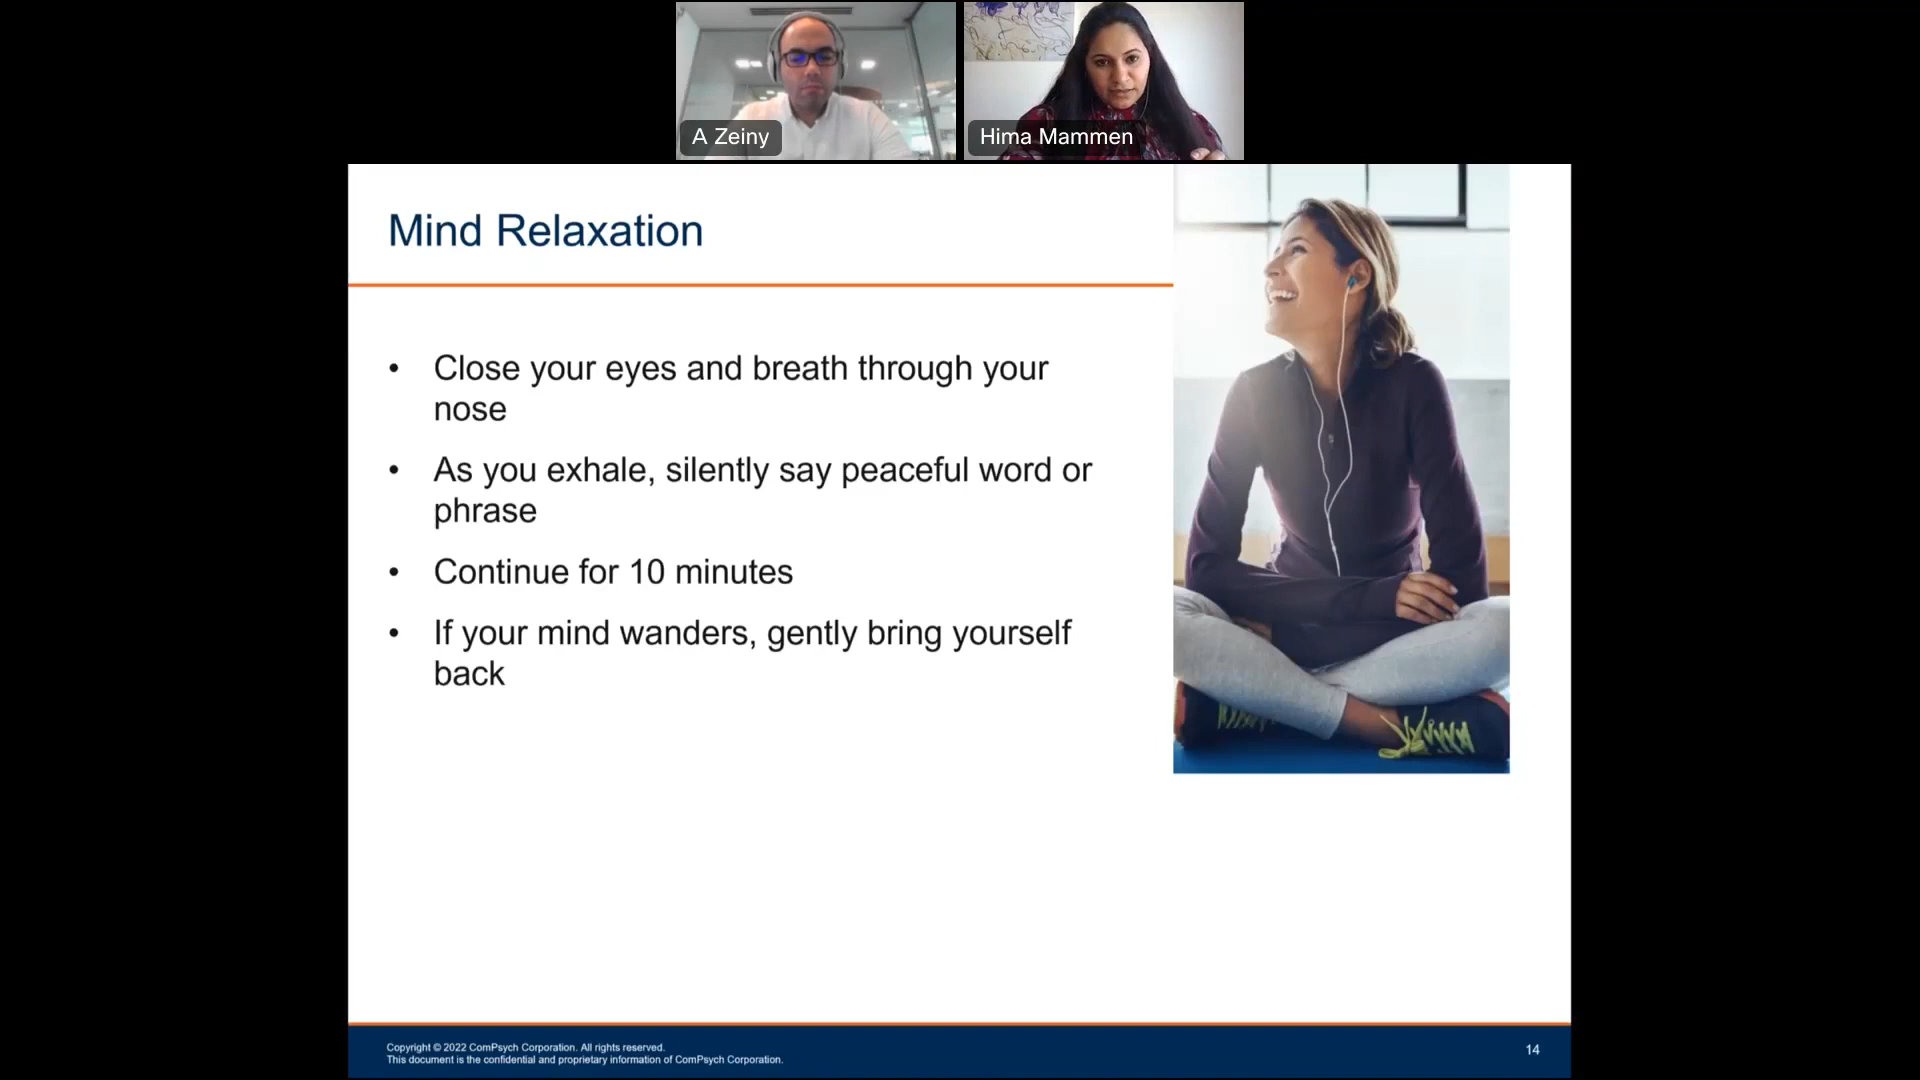 A Zeiny
Hima Mammen
Mind Relaxation
• Close your eyes and breath through your
nose
• As you exhale, silently say peaceful word or
phrase
• Continue for 10 minutes
• If your mind wanders, gently bring yourself
back
Copyright © 2022 ComPsych Corporation. All rights reserved.
This document is the confidential and proprietary information of ComPsych Corporation.
14